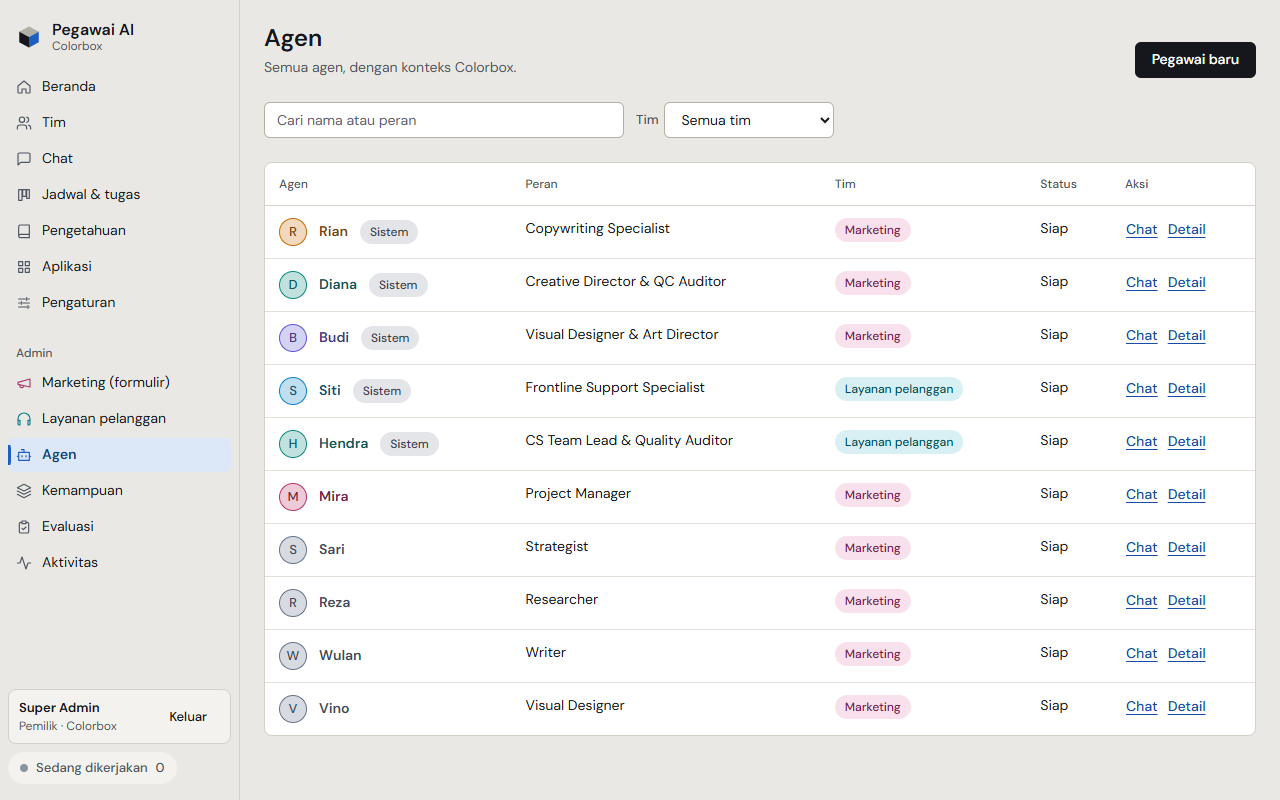 Pegawai AI
Colorbox
Beranda
Tim
Chat
Jadwal & tugas
Pengetahuan
Aplikasi
Pengaturan
Admin
Marketing (formulir)
Layanan pelanggan
Agen
Kemampuan
Evaluasi
Aktivitas
Super Admin
Pemilik · Colorbox
Keluar
Sedang dikerjakan 0
Agen
Semua agen, dengan konteks Colorbox.
Pegawai baru
Cari nama atau peran
Tim
Semua tim
Agen Peran Tim Status Aksi
R Rian Sistem Copywriting Specialist Marketing Siap Chat Detail
D Diana Sistem Creative Director & QC Auditor Marketing Siap Chat Detail
B Budi Sistem Visual Designer & Art Director Marketing Siap Chat Detail
S Siti Sistem Frontline Support Specialist Layanan pelanggan Siap Chat Detail
H Hendra Sistem CS Team Lead & Quality Auditor Layanan pelanggan Siap Chat Detail
M Mira Project Manager Marketing Siap Chat Detail
S Sari Strategist Marketing Siap Chat Detail
R Reza Researcher Marketing Siap Chat Detail
W Wulan Writer Marketing Siap Chat Detail
V Vino Visual Designer Marketing Siap Chat Detail